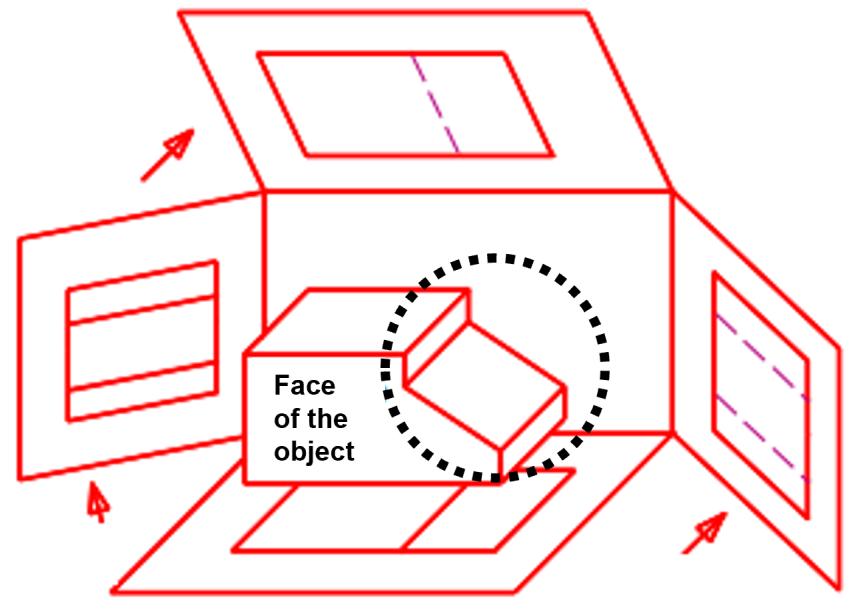 Face
of the
object